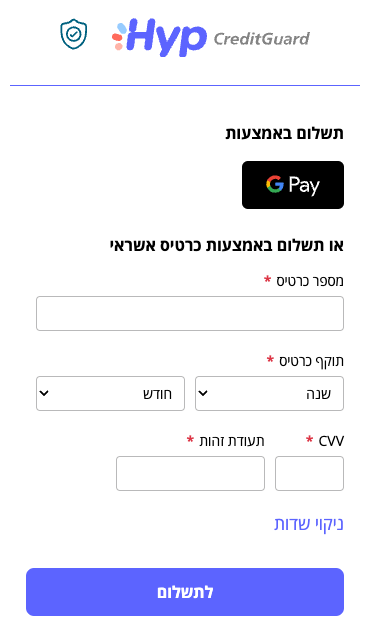 Hyp CreditGuard
תשלום באמצעות
G Pay
או תשלום באמצעות כרטיס אשראי
מספר כרטיס *
תוקף כרטיס *
שנה חודש
CVV * תעודת זהות *
ניקוי שדות
לתשלום